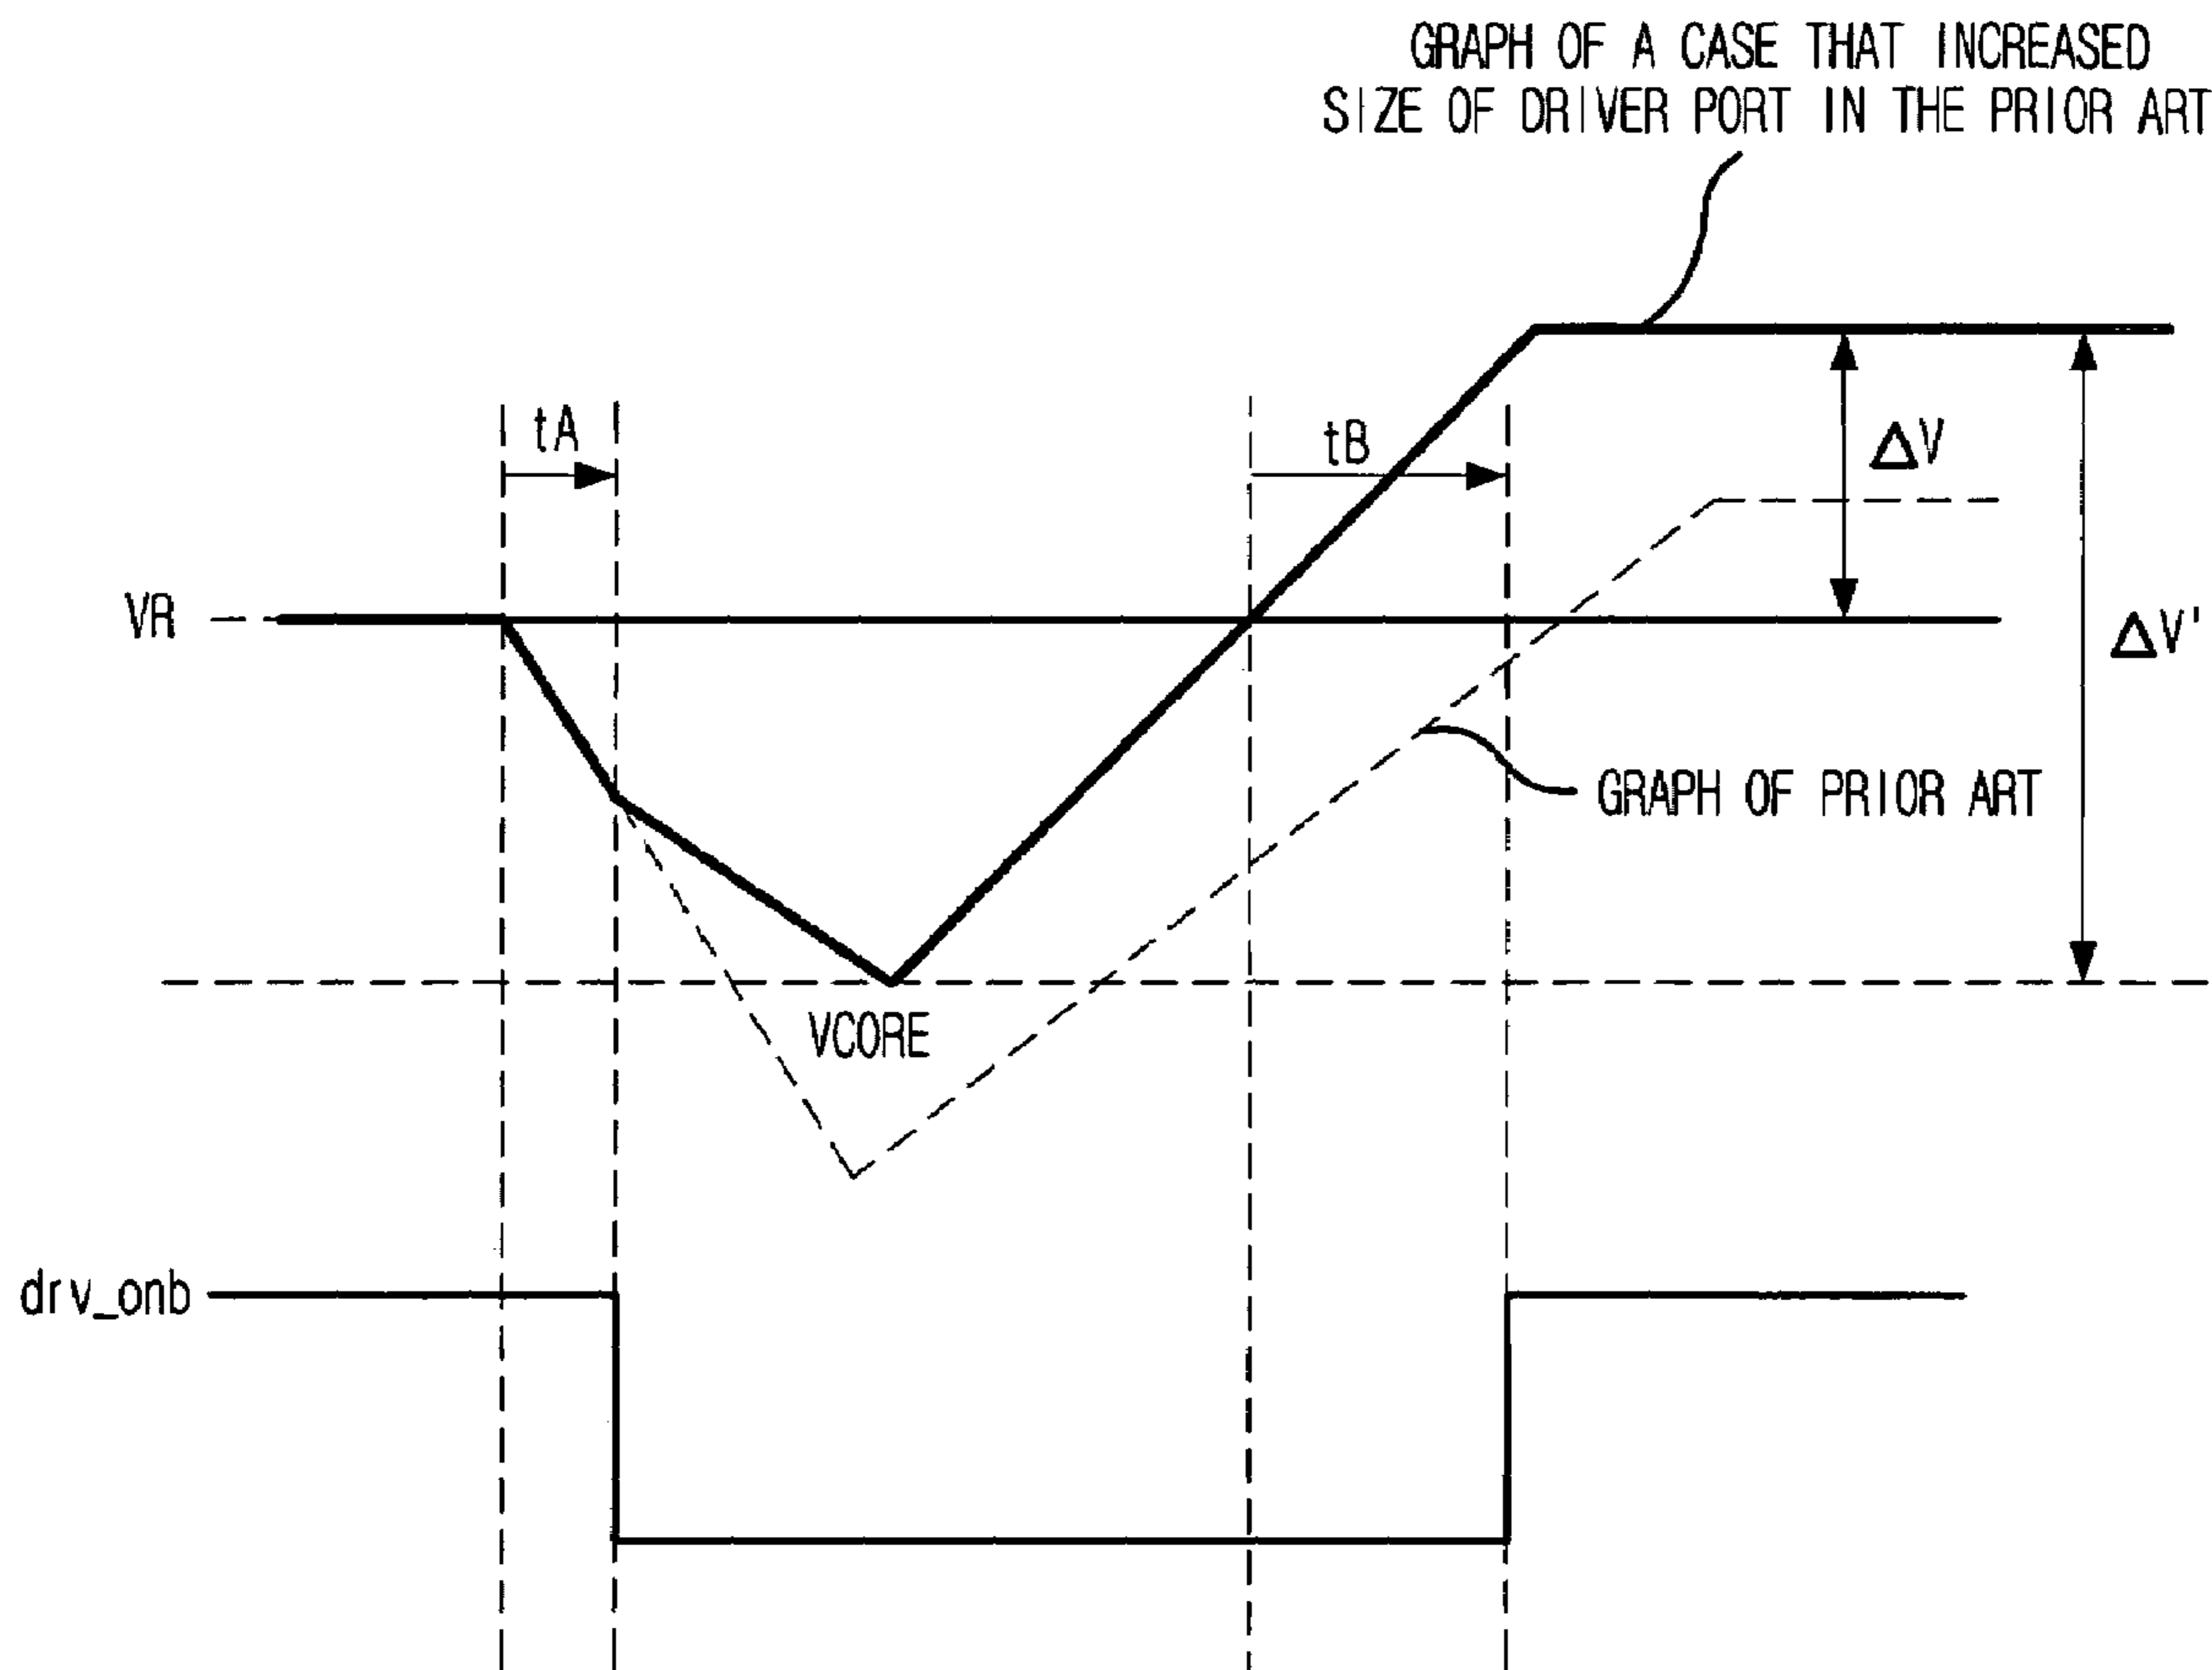 GRAPH OF A CASE THAT INCREASED
SIZE OF DRIVER PORT IN THE PRIOR ART
tA
tB
ΔV
VR
ΔV'
GRAPH OF PRIOR ART
VCORE
drv_onb